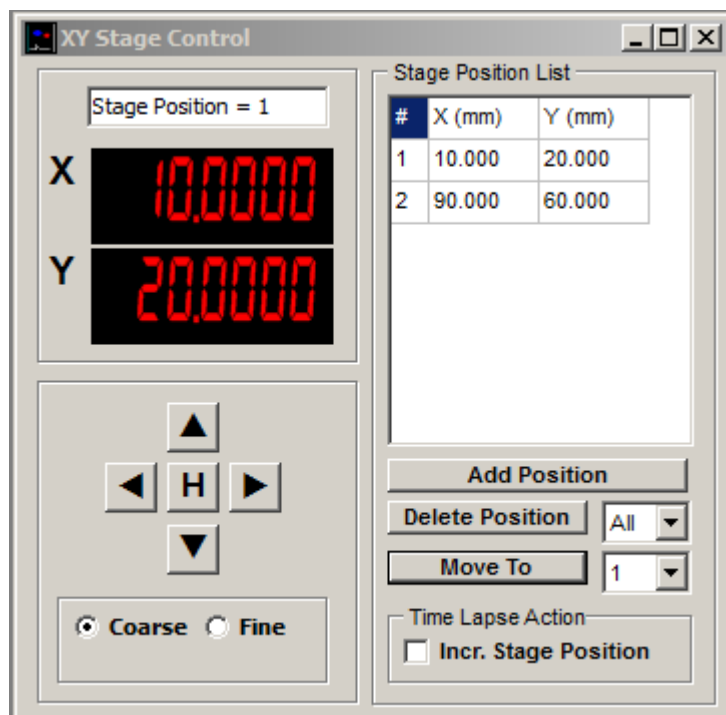 XY Stage Control
Stage Position = 1
X 10.0000
Y 20.0000
H
Coarse Fine
Stage Position List
# X (mm) Y (mm)
1 10.000 20.000
2 90.000 60.000
Add Position
Delete Position All
Move To 1
Time Lapse Action
Incr. Stage Position